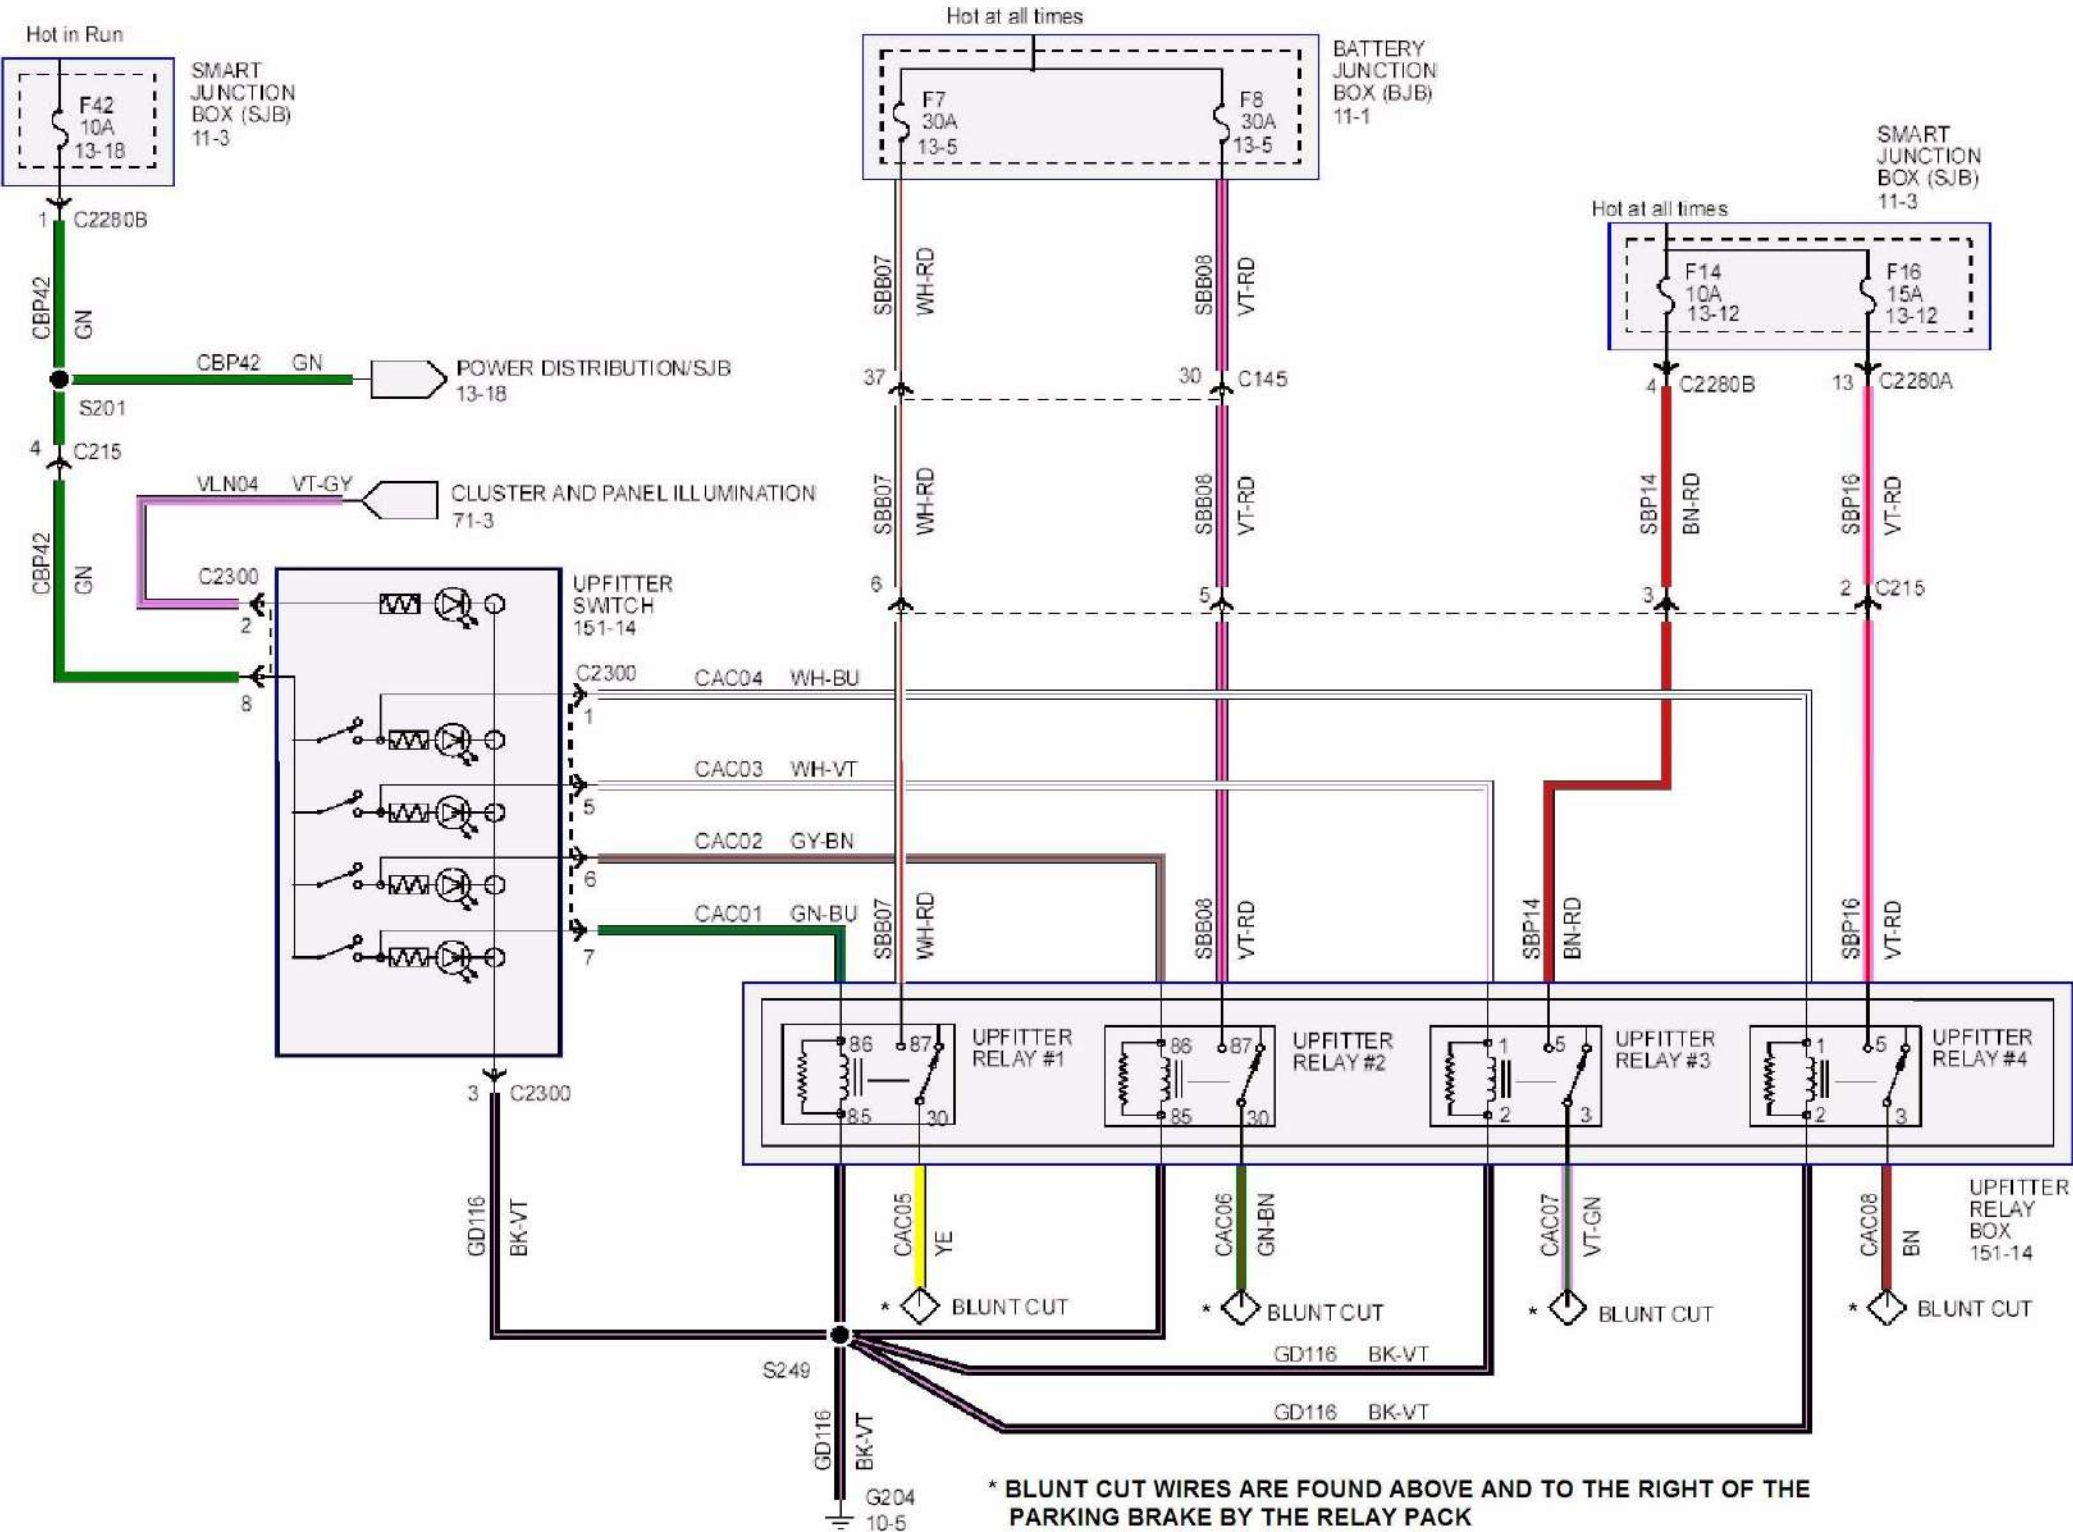 Hot in Run
SMART
JUNCTION
BOX (SJB)
11-3
F42
10A
13-18
1 C2280B
CBP42
GN
CBP42 GN
POWER DISTRIBUTION/SJB
13-18
S201
4 C215
VLN04 VT-GY
CLUSTER AND PANEL ILLUMINATION
71-3
CBP42
GN
C2300
2
8
UPFITTER
SWITCH
151-14
C2300
1
5
6
7
CAC04 WH-BU
CAC03 WH-VT
CAC02 GY-BN
CAC01 GN-BU
3 C2300
GD116
BK-VT
Hot at all times
BATTERY
JUNCTION
BOX (BJB)
11-1
F7
30A
13-5
F8
30A
13-5
SBB07
WH-RD
SBB08
VT-RD
37
30 C145
SBB07
WH-RD
SBB08
VT-RD
6
5
SBB07
WH-RD
SBB08
VT-RD
SMART
JUNCTION
BOX (SJB)
11-3
Hot at all times
F14
10A
13-12
F16
15A
13-12
4 C2280B
13 C2280A
SBP14
BN-RD
SBP16
VT-RD
3
2 C215
SBP14
BN-RD
SBP16
VT-RD
86 87
85 30
UPFITTER
RELAY #1
86 87
85 30
UPFITTER
RELAY #2
1 5
2 3
UPFITTER
RELAY #3
1 5
2 3
UPFITTER
RELAY #4
UPFITTER
RELAY
BOX
151-14
CAC05
YE
CAC06
GN-BN
CAC07
VT-GN
CAC08
BN
* BLUNT CUT
* BLUNT CUT
* BLUNT CUT
* BLUNT CUT
S249
GD116 BK-VT
GD116 BK-VT
GD116
BK-VT
G204
10-5
* BLUNT CUT WIRES ARE FOUND ABOVE AND TO THE RIGHT OF THE
PARKING BRAKE BY THE RELAY PACK